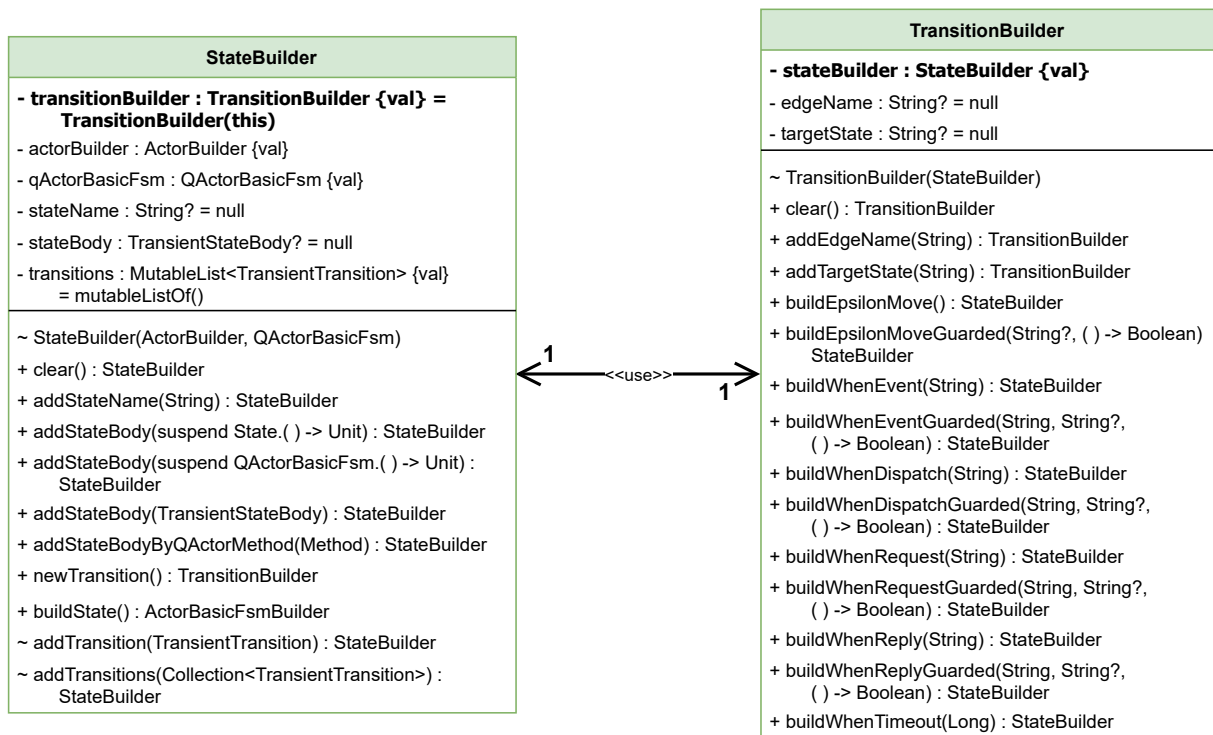 StateBuilder
- transitionBuilder : TransitionBuilder {val} =
TransitionBuilder(this)
- actorBuilder : ActorBuilder {val}
- qActorBasicFsm : QActorBasicFsm {val}
- stateName : String? = null
- stateBody : TransientStateBody? = null
- transitions : MutableList<TransientTransition> {val}
= mutableListOf()
~ StateBuilder(ActorBuilder, QActorBasicFsm)
+ clear() : StateBuilder
+ addStateName(String) : StateBuilder
+ addStateBody(suspend State.( ) -> Unit) : StateBuilder
+ addStateBody(suspend QActorBasicFsm.( ) -> Unit) :
StateBuilder
+ addStateBody(TransientStateBody) : StateBuilder
+ addStateBodyByQActorMethod(Method) : StateBuilder
+ newTransition() : TransitionBuilder
+ buildState() : ActorBasicFsmBuilder
~ addTransition(TransientTransition) : StateBuilder
~ addTransitions(Collection<TransientTransition>) :
StateBuilder
1
<<use>>
1
TransitionBuilder
- stateBuilder : StateBuilder {val}
- edgeName : String? = null
- targetState : String? = null
~ TransitionBuilder(StateBuilder)
+ clear() : TransitionBuilder
+ addEdgeName(String) : TransitionBuilder
+ addTargetState(String) : TransitionBuilder
+ buildEpsilonMove() : StateBuilder
+ buildEpsilonMoveGuarded(String?, ( ) -> Boolean)
StateBuilder
+ buildWhenEvent(String) : StateBuilder
+ buildWhenEventGuarded(String, String?,
( ) -> Boolean) : StateBuilder
+ buildWhenDispatch(String) : StateBuilder
+ buildWhenDispatchGuarded(String, String?,
( ) -> Boolean) : StateBuilder
+ buildWhenRequest(String) : StateBuilder
+ buildWhenRequestGuarded(String, String?,
( ) -> Boolean) : StateBuilder
+ buildWhenReply(String) : StateBuilder
+ buildWhenReplyGuarded(String, String?,
( ) -> Boolean) : StateBuilder
+ buildWhenTimeout(Long) : StateBuilder